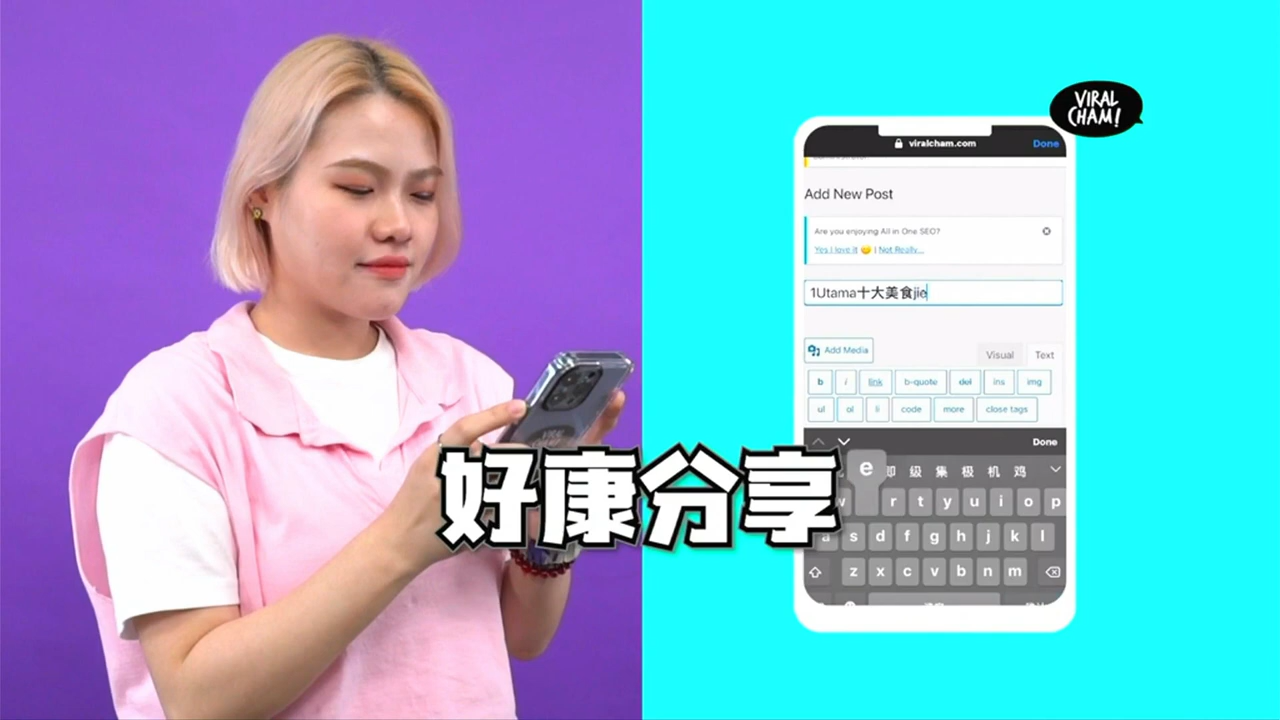 VIRAL
CHAM!
viralcham.com
Done
Add New Post
Are you enjoying All in One SEO?
Yes I love it 😊 | Not Really...
1Utama十大美食jie
Add Media
Visual
Text
b
i
link
b-quote
del
ins
img
ul
ol
li
code
more
close tags
Done
e
即 级 集 极 机 鸡
w r t y u i o p
a s d f g h j k l
z x c v b n m
VIRAL
CHAM!
好康分享